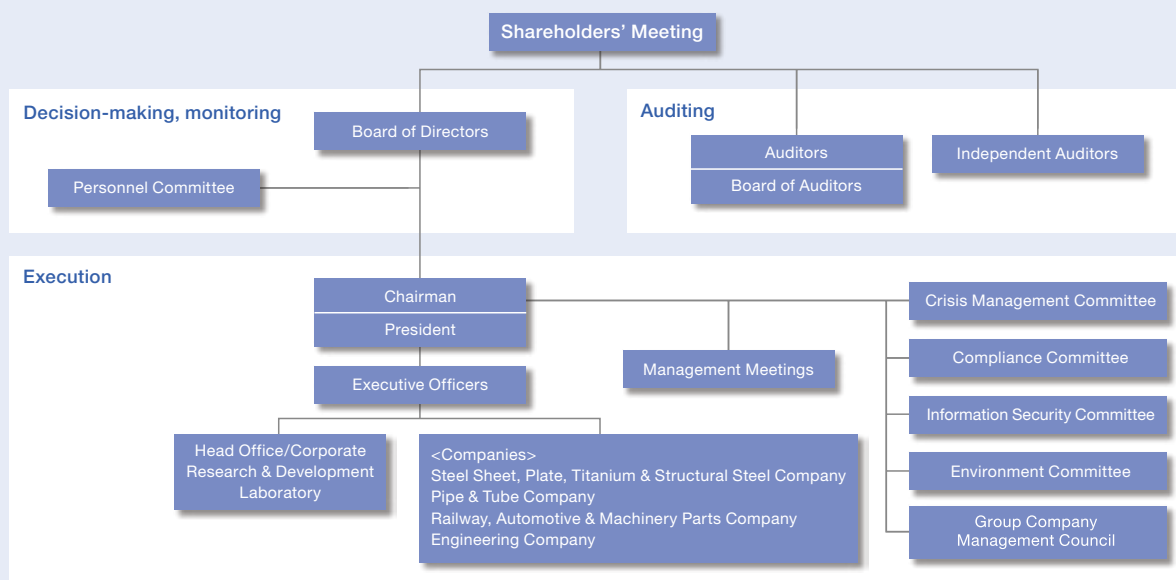 Shareholders’ Meeting
Decision-making, monitoring
Board of Directors
Personnel Committee
Auditing
Auditors
Board of Auditors
Independent Auditors
Execution
Chairman
President
Executive Officers
Management Meetings
Head Office/Corporate
Research & Development
Laboratory
<Companies>
Steel Sheet, Plate, Titanium & Structural Steel Company
Pipe & Tube Company
Railway, Automotive & Machinery Parts Company
Engineering Company
Crisis Management Committee
Compliance Committee
Information Security Committee
Environment Committee
Group Company
Management Council